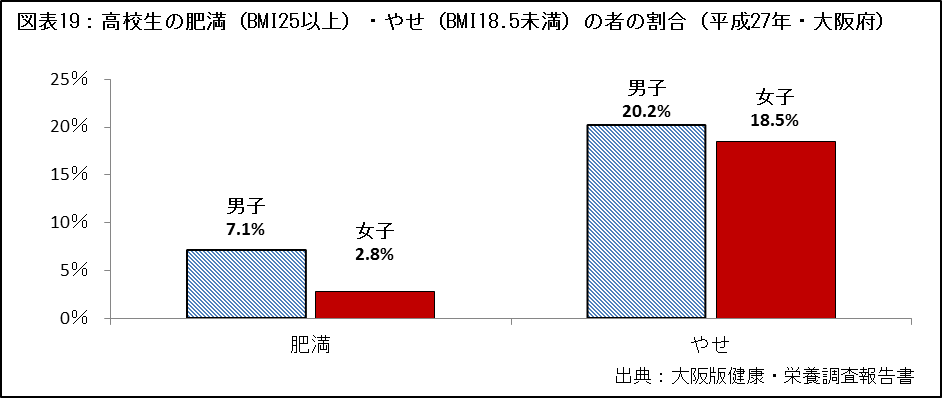 図表19：高校生の肥満（BMI25以上）・やせ（BMI18.5未満）の者の割合（平成27年・大阪府）
25%
20%
15%
10%
5%
0%
男子
7.1%
女子
2.8%
男子
20.2%
女子
18.5%
肥満
やせ
出典：大阪版健康・栄養調査報告書